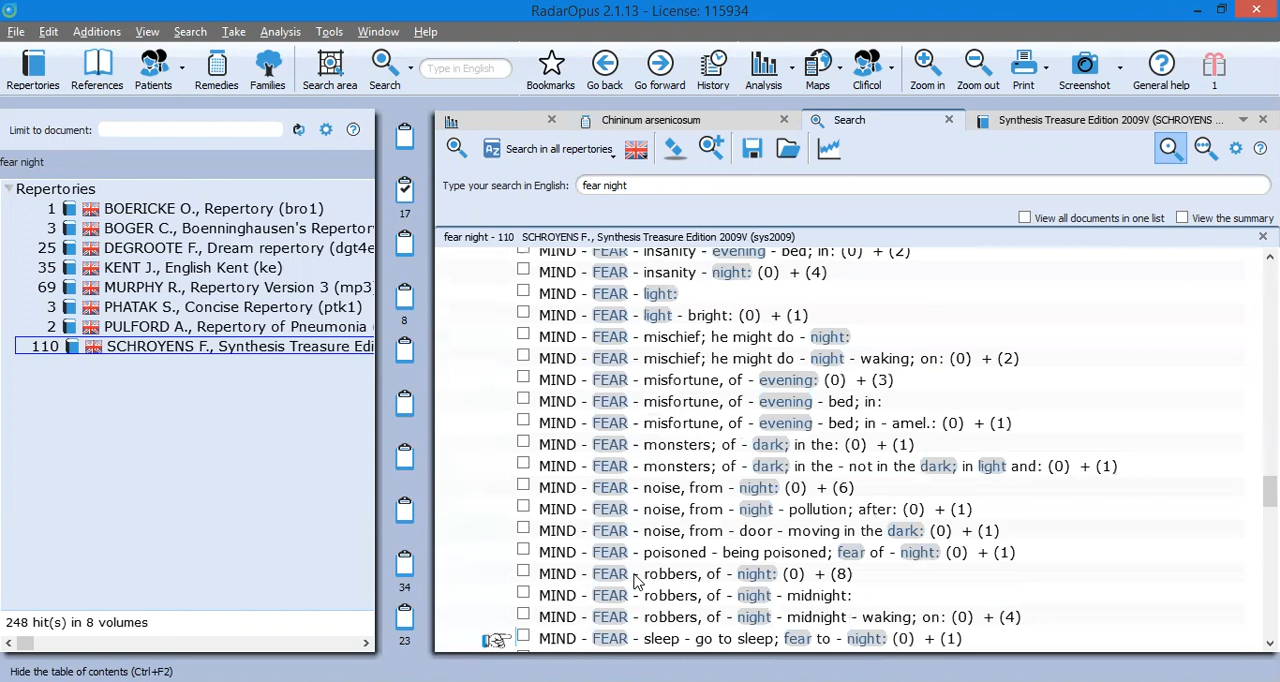 RadarOpus 2.1.13 - License: 115934
File Edit Additions View Search Take Analysis Tools Window Help
Type in English
Repertories References Patients Remedies Families Search area Search Bookmarks Go back Go forward History Analysis Maps Clificol Zoom in Zoom out Print Screenshot General help 1
Limit to document:
fear night
Repertories
1 BOERICKE O., Repertory (bro1)
3 BOGER C., Boenninghausen's Repertory
25 DEGROOTE F., Dream repertory (dgt4e
35 KENT J., English Kent (ke)
69 MURPHY R., Repertory Version 3 (mp3)
3 PHATAK S., Concise Repertory (ptk1)
2 PULFORD A., Repertory of Pneumonia (
110 SCHROYENS F., Synthesis Treasure Edi
248 hit(s) in 8 volumes
17
8
34
23
Chininum arsenicosum Search Synthesis Treasure Edition 2009V (SCHROYENS ...
Search in all repertories
Type your search in English: fear night
View all documents in one list View the summary
fear night - 110 SCHROYENS F., Synthesis Treasure Edition 2009V (sys2009)
MIND - FEAR - insanity - evening - bed; in: (0) + (2)
MIND - FEAR - insanity - night: (0) + (4)
MIND - FEAR - light:
MIND - FEAR - light - bright: (0) + (1)
MIND - FEAR - mischief; he might do - night:
MIND - FEAR - mischief; he might do - night - waking; on: (0) + (2)
MIND - FEAR - misfortune, of - evening: (0) + (3)
MIND - FEAR - misfortune, of - evening - bed; in:
MIND - FEAR - misfortune, of - evening - bed; in - amel.: (0) + (1)
MIND - FEAR - monsters; of - dark; in the: (0) + (1)
MIND - FEAR - monsters; of - dark; in the - not in the dark; in light and: (0) + (1)
MIND - FEAR - noise, from - night: (0) + (6)
MIND - FEAR - noise, from - night - pollution; after: (0) + (1)
MIND - FEAR - noise, from - door - moving in the dark: (0) + (1)
MIND - FEAR - poisoned - being poisoned; fear of - night: (0) + (1)
MIND - FEAR - robbers, of - night: (0) + (8)
MIND - FEAR - robbers, of - night - midnight:
MIND - FEAR - robbers, of - night - midnight - waking; on: (0) + (4)
MIND - FEAR - sleep - go to sleep; fear to - night: (0) + (1)
Hide the table of contents (Ctrl+F2)